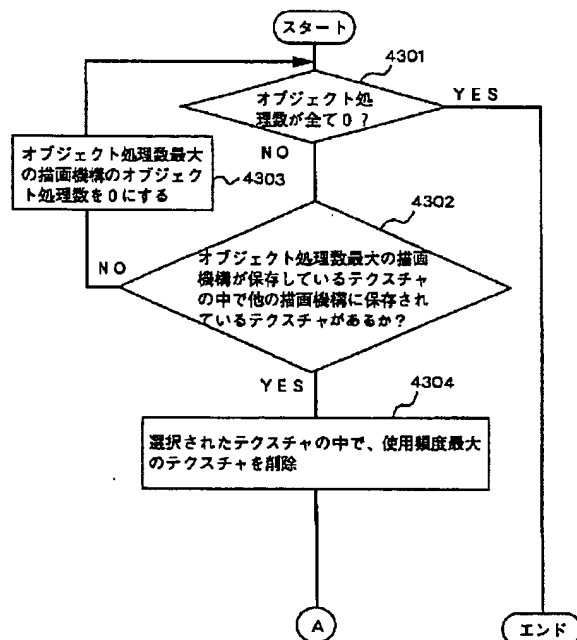 スタート
4301
オブジェクト処
理数が全て0?
YES
NO
オブジェクト処理数最大
の描画機構のオブジェク
ト処理数を0にする
4303
4302
オブジェクト処理数最大の描画
機構が保存しているテクスチャ
の中で他の描画機構に保存され
ているテクスチャがあるか?
NO
YES
4304
選択されたテクスチャの中で、使用頻度最大
のテクスチャを削除
A
エンド